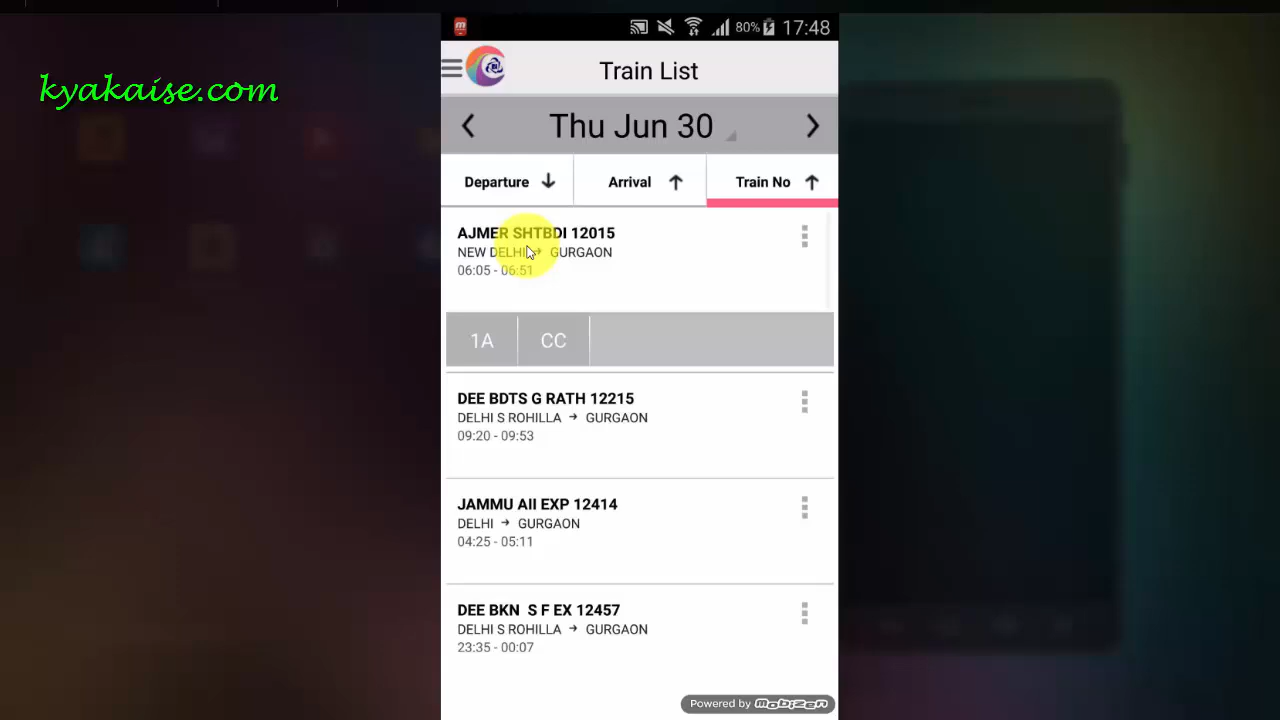 kyakaise.com
80% 17:48
Train List
Thu Jun 30
Departure Arrival Train No
AJMER SHTBDI 12015
NEW DELHI → GURGAON
06:05 - 06:51
1A CC
DEE BDTS G RATH 12215
DELHI S ROHILLA → GURGAON
09:20 - 09:53
JAMMU AII EXP 12414
DELHI → GURGAON
04:25 - 05:11
DEE BKN S F EX 12457
DELHI S ROHILLA → GURGAON
23:35 - 00:07
Powered by mobizen